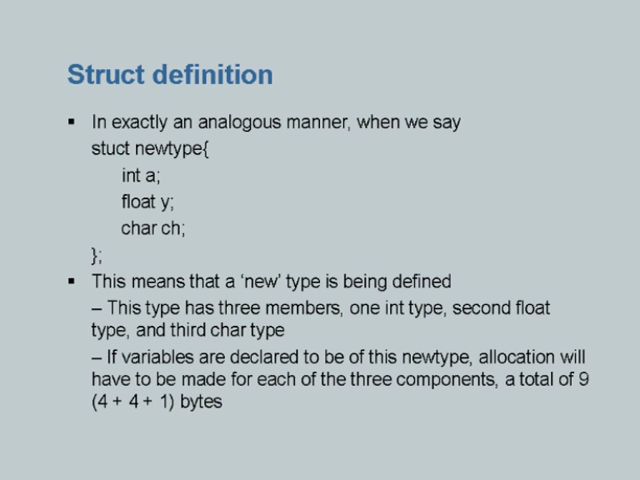 Struct definition
▪ In exactly an analogous manner, when we say
stuct newtype{
int a;
float y;
char ch;
};
▪ This means that a ‘new’ type is being defined
– This type has three members, one int type, second float
type, and third char type
– If variables are declared to be of this newtype, allocation will
have to be made for each of the three components, a total of 9
(4 + 4 + 1) bytes